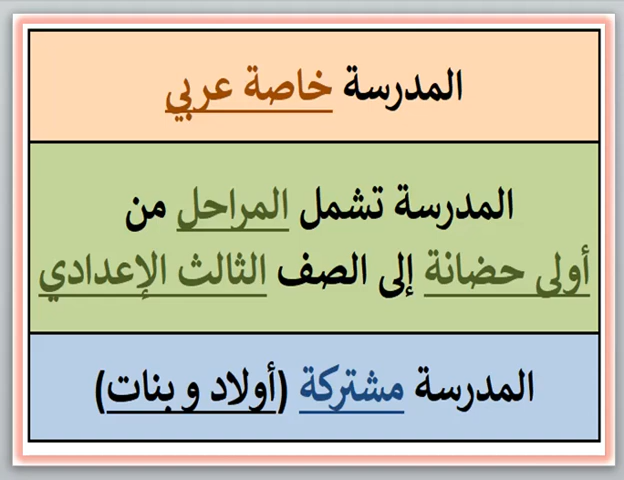 المدرسة خاصة عربي
المدرسة تشمل المراحل من
أولى حضانة إلى الصف الثالث الإعدادي
المدرسة مشتركة (أولاد و بنات)